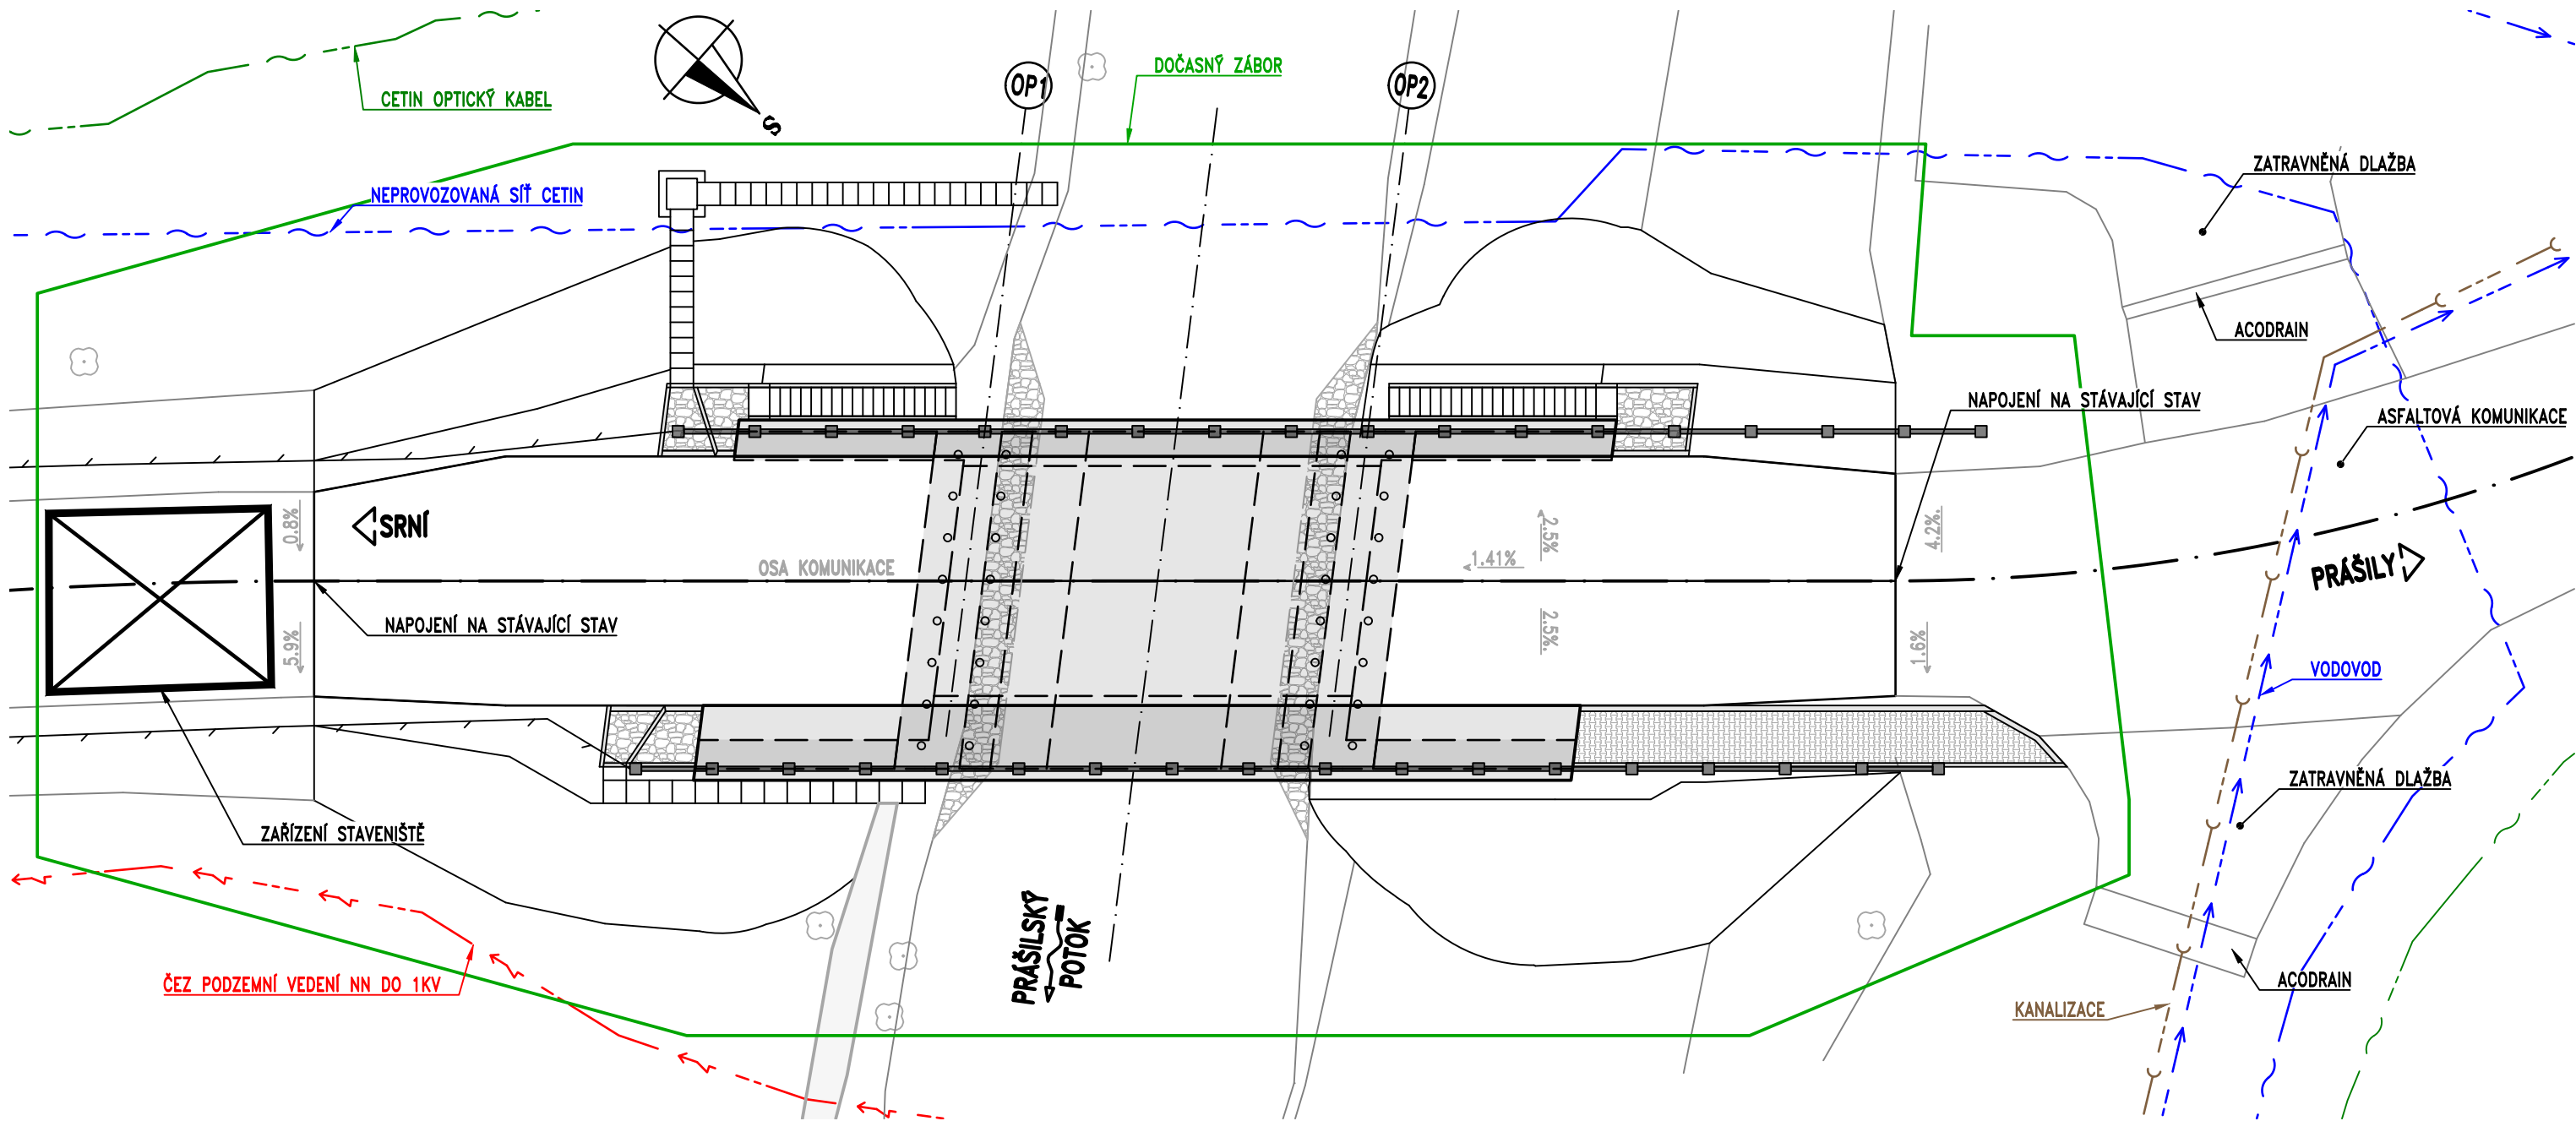 CETIN OPTICKÝ KABEL
S
OP1
DOČASNÝ ZÁBOR
OP2
ZATRAVNĚNÁ DLAŽBA
NEPROVOZOVANÁ SÍŤ CETIN
ACODRAIN
NAPOJENÍ NA STÁVAJÍCÍ STAV
ASFALTOVÁ KOMUNIKACE
0.8%
SRNÍ
2.5%
4.2%
OSA KOMUNIKACE
1.41%
PRÁŠILY
NAPOJENÍ NA STÁVAJÍCÍ STAV
5.9%
2.5%
1.6%
VODOVOD
ZATRAVNĚNÁ DLAŽBA
ZAŘÍZENÍ STAVENIŠTĚ
PRÁŠILSKÝ
POTOK
ČEZ PODZEMNÍ VEDENÍ NN DO 1KV
ACODRAIN
KANALIZACE